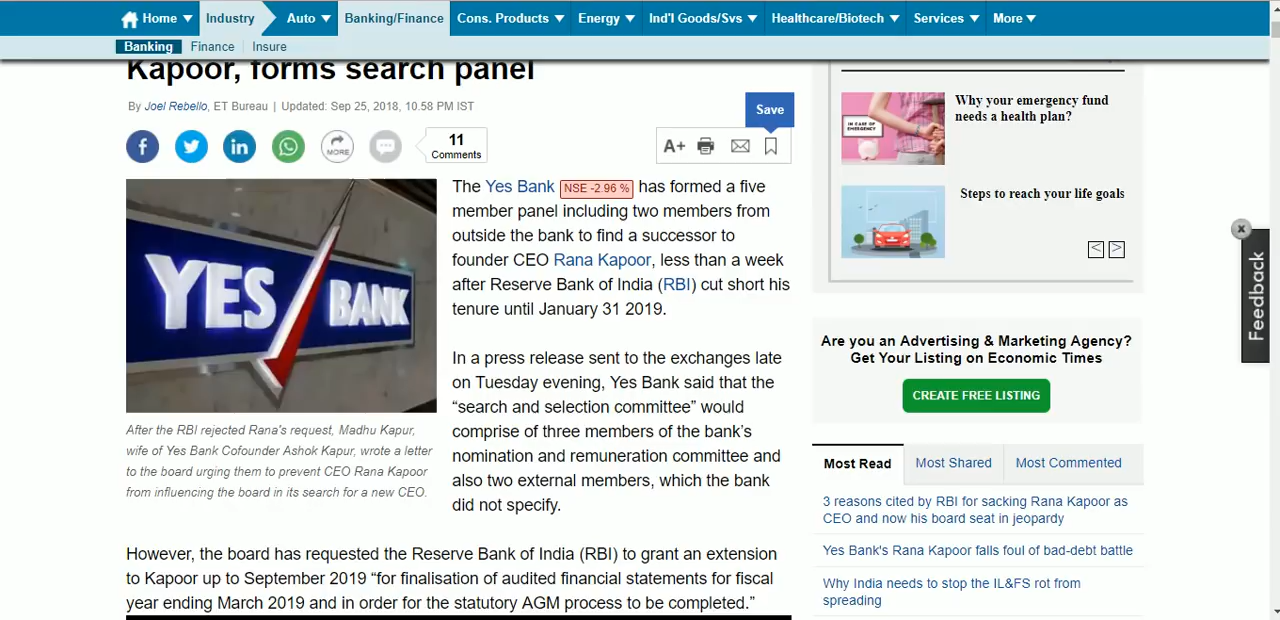 Home Industry Auto Banking/Finance Cons. Products Energy Ind'l Goods/Svs Healthcare/Biotech Services More
Banking Finance Insure
Kapoor, forms search panel
By Joel Rebello, ET Bureau | Updated: Sep 25, 2018, 10.58 PM IST
Save
MORE
11
Comments
A+
YES BANK
After the RBI rejected Rana's request, Madhu Kapur,
wife of Yes Bank Cofounder Ashok Kapur, wrote a letter
to the board urging them to prevent CEO Rana Kapoor
from influencing the board in its search for a new CEO.
The Yes Bank NSE -2.96 % has formed a five
member panel including two members from
outside the bank to find a successor to
founder CEO Rana Kapoor, less than a week
after Reserve Bank of India (RBI) cut short his
tenure until January 31 2019.
In a press release sent to the exchanges late
on Tuesday evening, Yes Bank said that the
“search and selection committee” would
comprise of three members of the bank’s
nomination and remuneration committee and
also two external members, which the bank
did not specify.
However, the board has requested the Reserve Bank of India (RBI) to grant an extension
to Kapoor up to September 2019 “for finalisation of audited financial statements for fiscal
year ending March 2019 and in order for the statutory AGM process to be completed.”
IN CASE OF
EMERGENCY
Why your emergency fund
needs a health plan?
Steps to reach your life goals
< >
x
Feedback
Are you an Advertising & Marketing Agency?
Get Your Listing on Economic Times
CREATE FREE LISTING
Most Read Most Shared Most Commented
3 reasons cited by RBI for sacking Rana Kapoor as
CEO and now his board seat in jeopardy
Yes Bank's Rana Kapoor falls foul of bad-debt battle
Why India needs to stop the IL&FS rot from
spreading